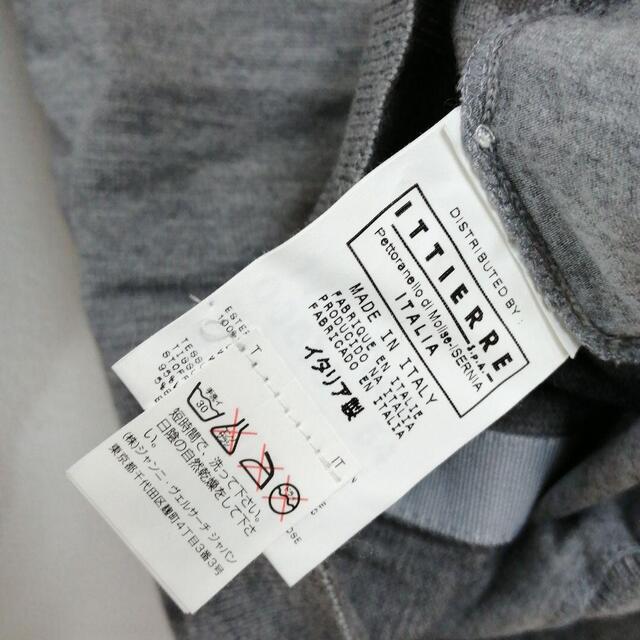 DISTRIBUTED BY:
ITTIERRE
S.P.A.
Pettoranello di Molise-ISERNIA
ITALIA
MADE IN ITALY
FABRIQUE EN ITALIE
PRODUCIDO NA ITALIA
FABRICADO EN ITALIA
イタリア製
IT
30
短時間で、洗って下さい。
日陰の自然乾燥をして下さ
い。
(株)ジャンニ・ヴェルサーチ・ジャパン
東京都千代田区麹町4丁目3番3号